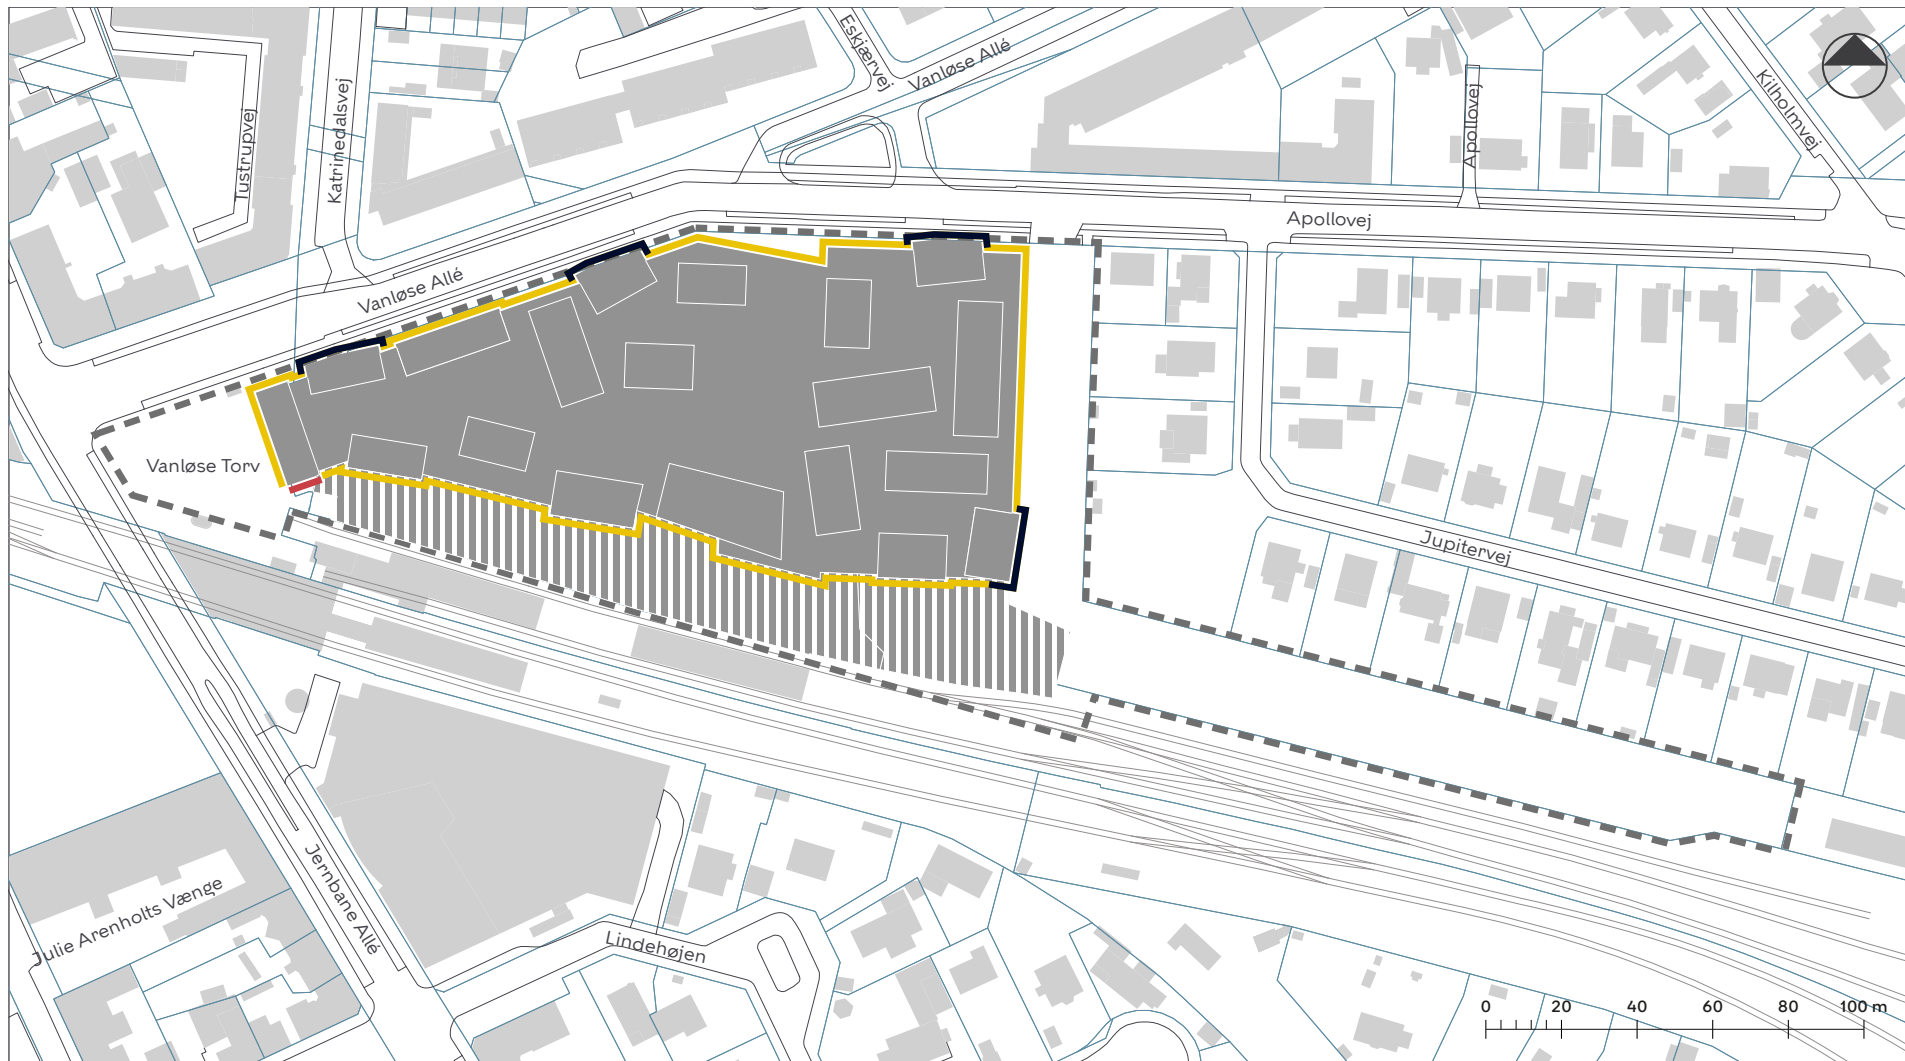 Eskjærvej
Vanløse Allé
Kilholmvej
Tustrupvej
Katrinedalsvej
Apollovej
Apollovej
Vanløse Allé
Vanløse Torv
Jupitervej
Jernbane Allé
Julie Arenholts Vænge
Lindehøjen
0 20 40 60 80 100 m